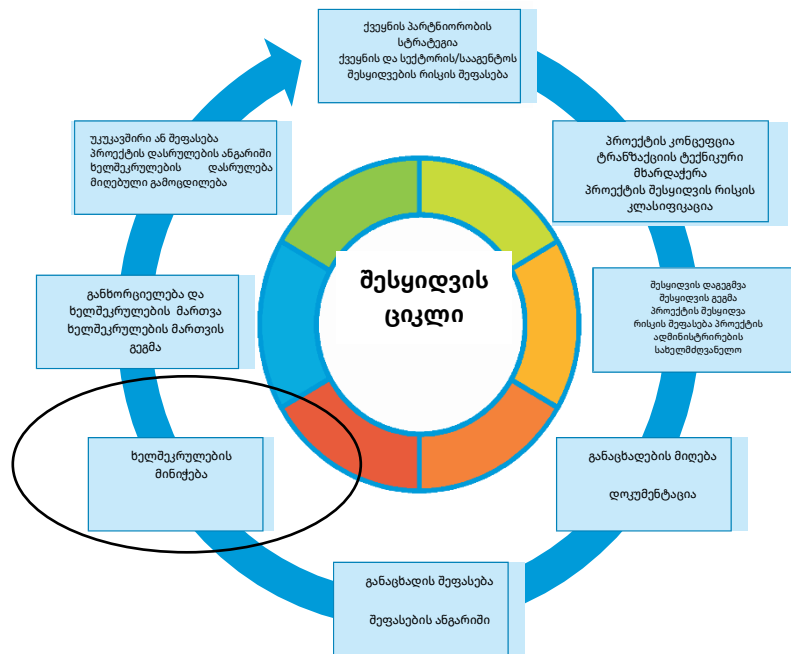 ქვეყნის პარტნიორობის
სტრატეგია
ქვეყნის და სექტორის/სააგენტოს
შესყიდვების რისკის შეფასება
პროექტის კონცეფცია
ტრანზაქციის ტექნიკური
მხარდაჭერა
პროექტის შესყიდვის რისკის
კლასიფიკაცია
შესყიდვის დაგეგმვა
შესყიდვის გეგმა
პროექტის შესყიდვა
რისკის შეფასება პროექტის
ადმინისტრირების
სახელმძღვანელო
განაცხადების მიღება
დოკუმენტაცია
განაცხადის შეფასება
შეფასების ანგარიში
ხელშეკრულების
მინიჭება
განხორციელება და
ხელშეკრულების მართვა
ხელშეკრულების მართვის
გეგმა
უკუკავშირი ან შეფასება
პროექტის დასრულების ანგარიში
ხელშეკრულების დასრულება
მიღებული გამოცდილება
შესყიდვის
ციკლი